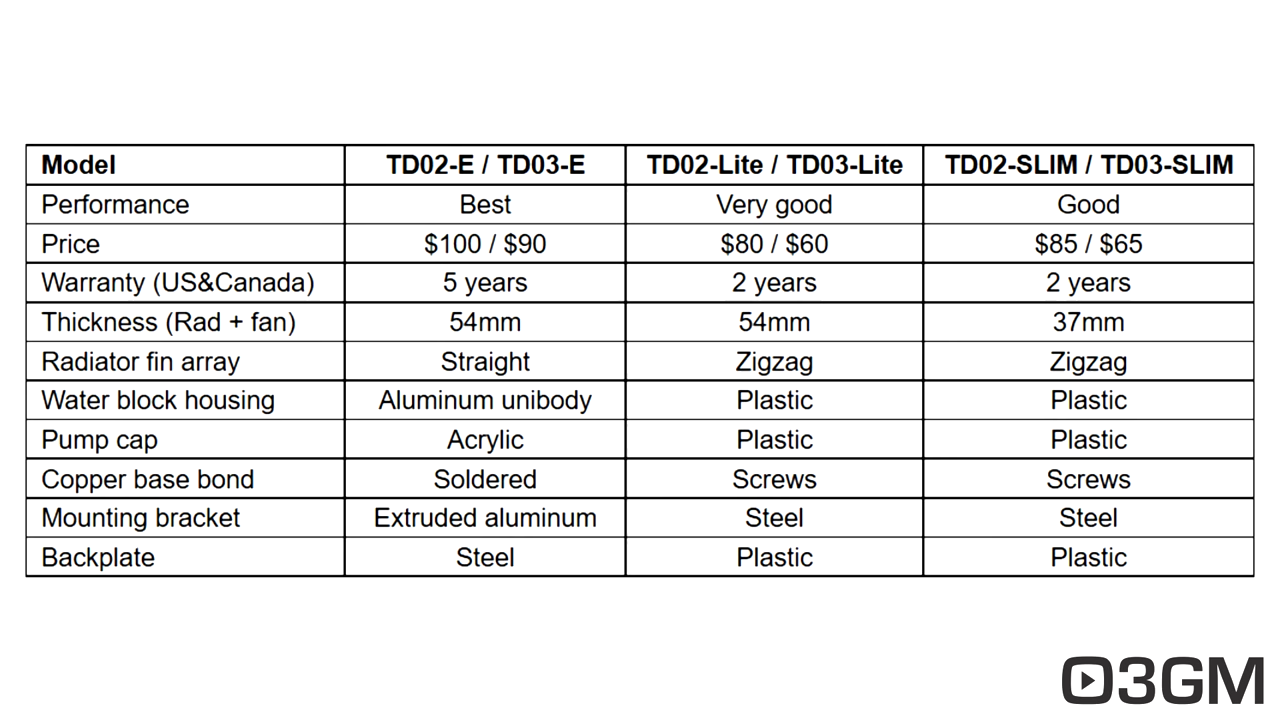 Model TD02-E / TD03-E TD02-Lite / TD03-Lite TD02-SLIM / TD03-SLIM
Performance Best Very good Good
Price $100 / $90 $80 / $60 $85 / $65
Warranty (US&Canada) 5 years 2 years 2 years
Thickness (Rad + fan) 54mm 54mm 37mm
Radiator fin array Straight Zigzag Zigzag
Water block housing Aluminum unibody Plastic Plastic
Pump cap Acrylic Plastic Plastic
Copper base bond Soldered Screws Screws
Mounting bracket Extruded aluminum Steel Steel
Backplate Steel Plastic Plastic
O3GM